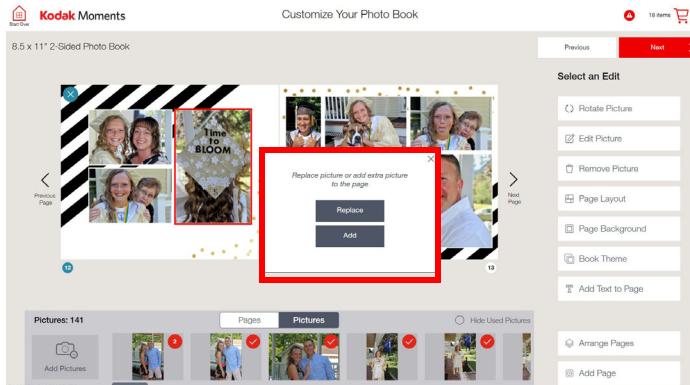 Start Over
Kodak Moments
Customize Your Photo Book
18 items
8.5 x 11" 2-Sided Photo Book
Previous
Next
Select an Edit
Rotate Picture
Edit Picture
Remove Picture
Page Layout
Page Background
Book Theme
Add Text to Page
Arrange Pages
Add Page
Time
to
BLOOM
Previous
Page
Next
Page
Replace picture or add extra picture
to the page
Replace
Add
12
13
Pictures: 141
Pages
Pictures
Hide Used Pictures
Add Pictures
2